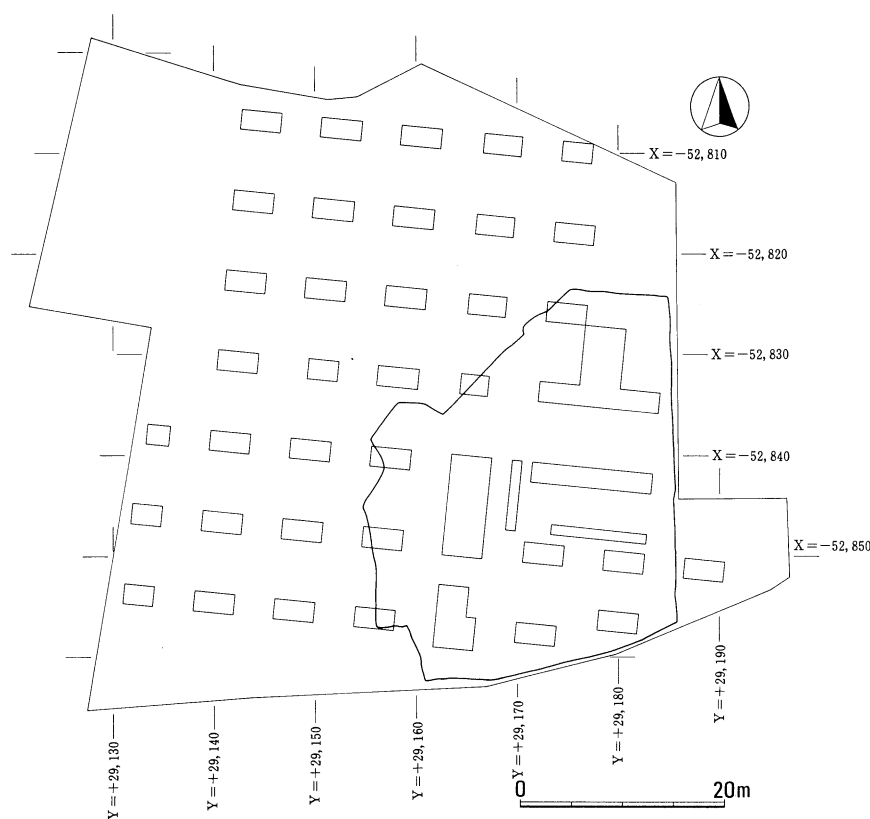 X=-52,810
X=-52,820
X=-52,830
X=-52,840
X=-52,850
Y=+29,130
Y=+29,140
Y=+29,150
Y=+29,160
Y=+29,170
Y=+29,180
Y=+29,190
0 20m